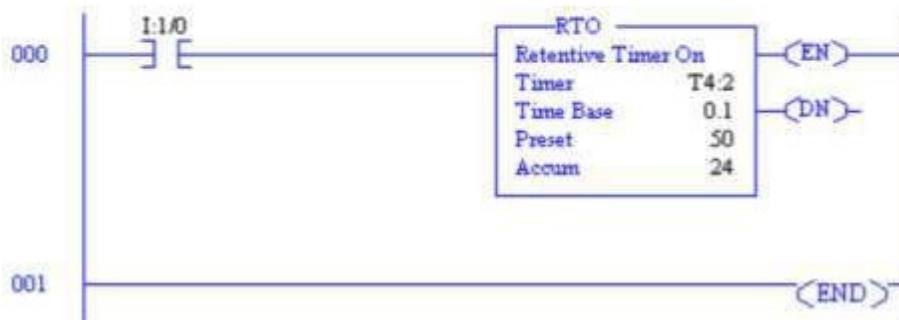 I:1/0
000
RTO
Retentive Timer On
(EN)
Timer T4:2
Time Base 0.1
(DN)
Preset 50
Accum 24
001
(END)